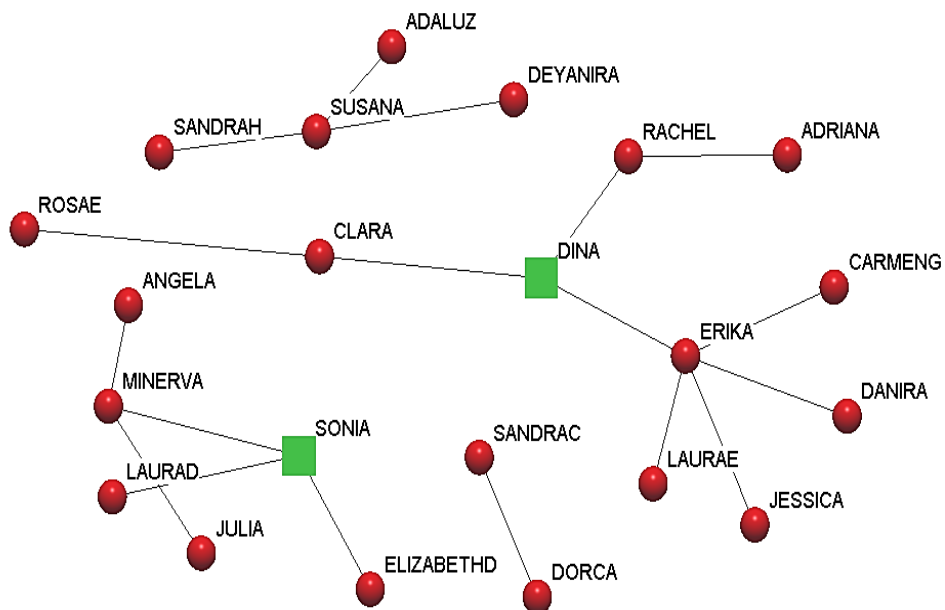 ADALUZ
DEYANIRA
SUSANA
SANDRAH
RACHEL
ADRIANA
ROSAE
CLARA
DINA
CARMENG
ANGELA
ERIKA
MINERVA
DANIRA
SONIA
SANDRAC
LAURAD
LAURAE
JESSICA
JULIA
ELIZABETHD
DORCA